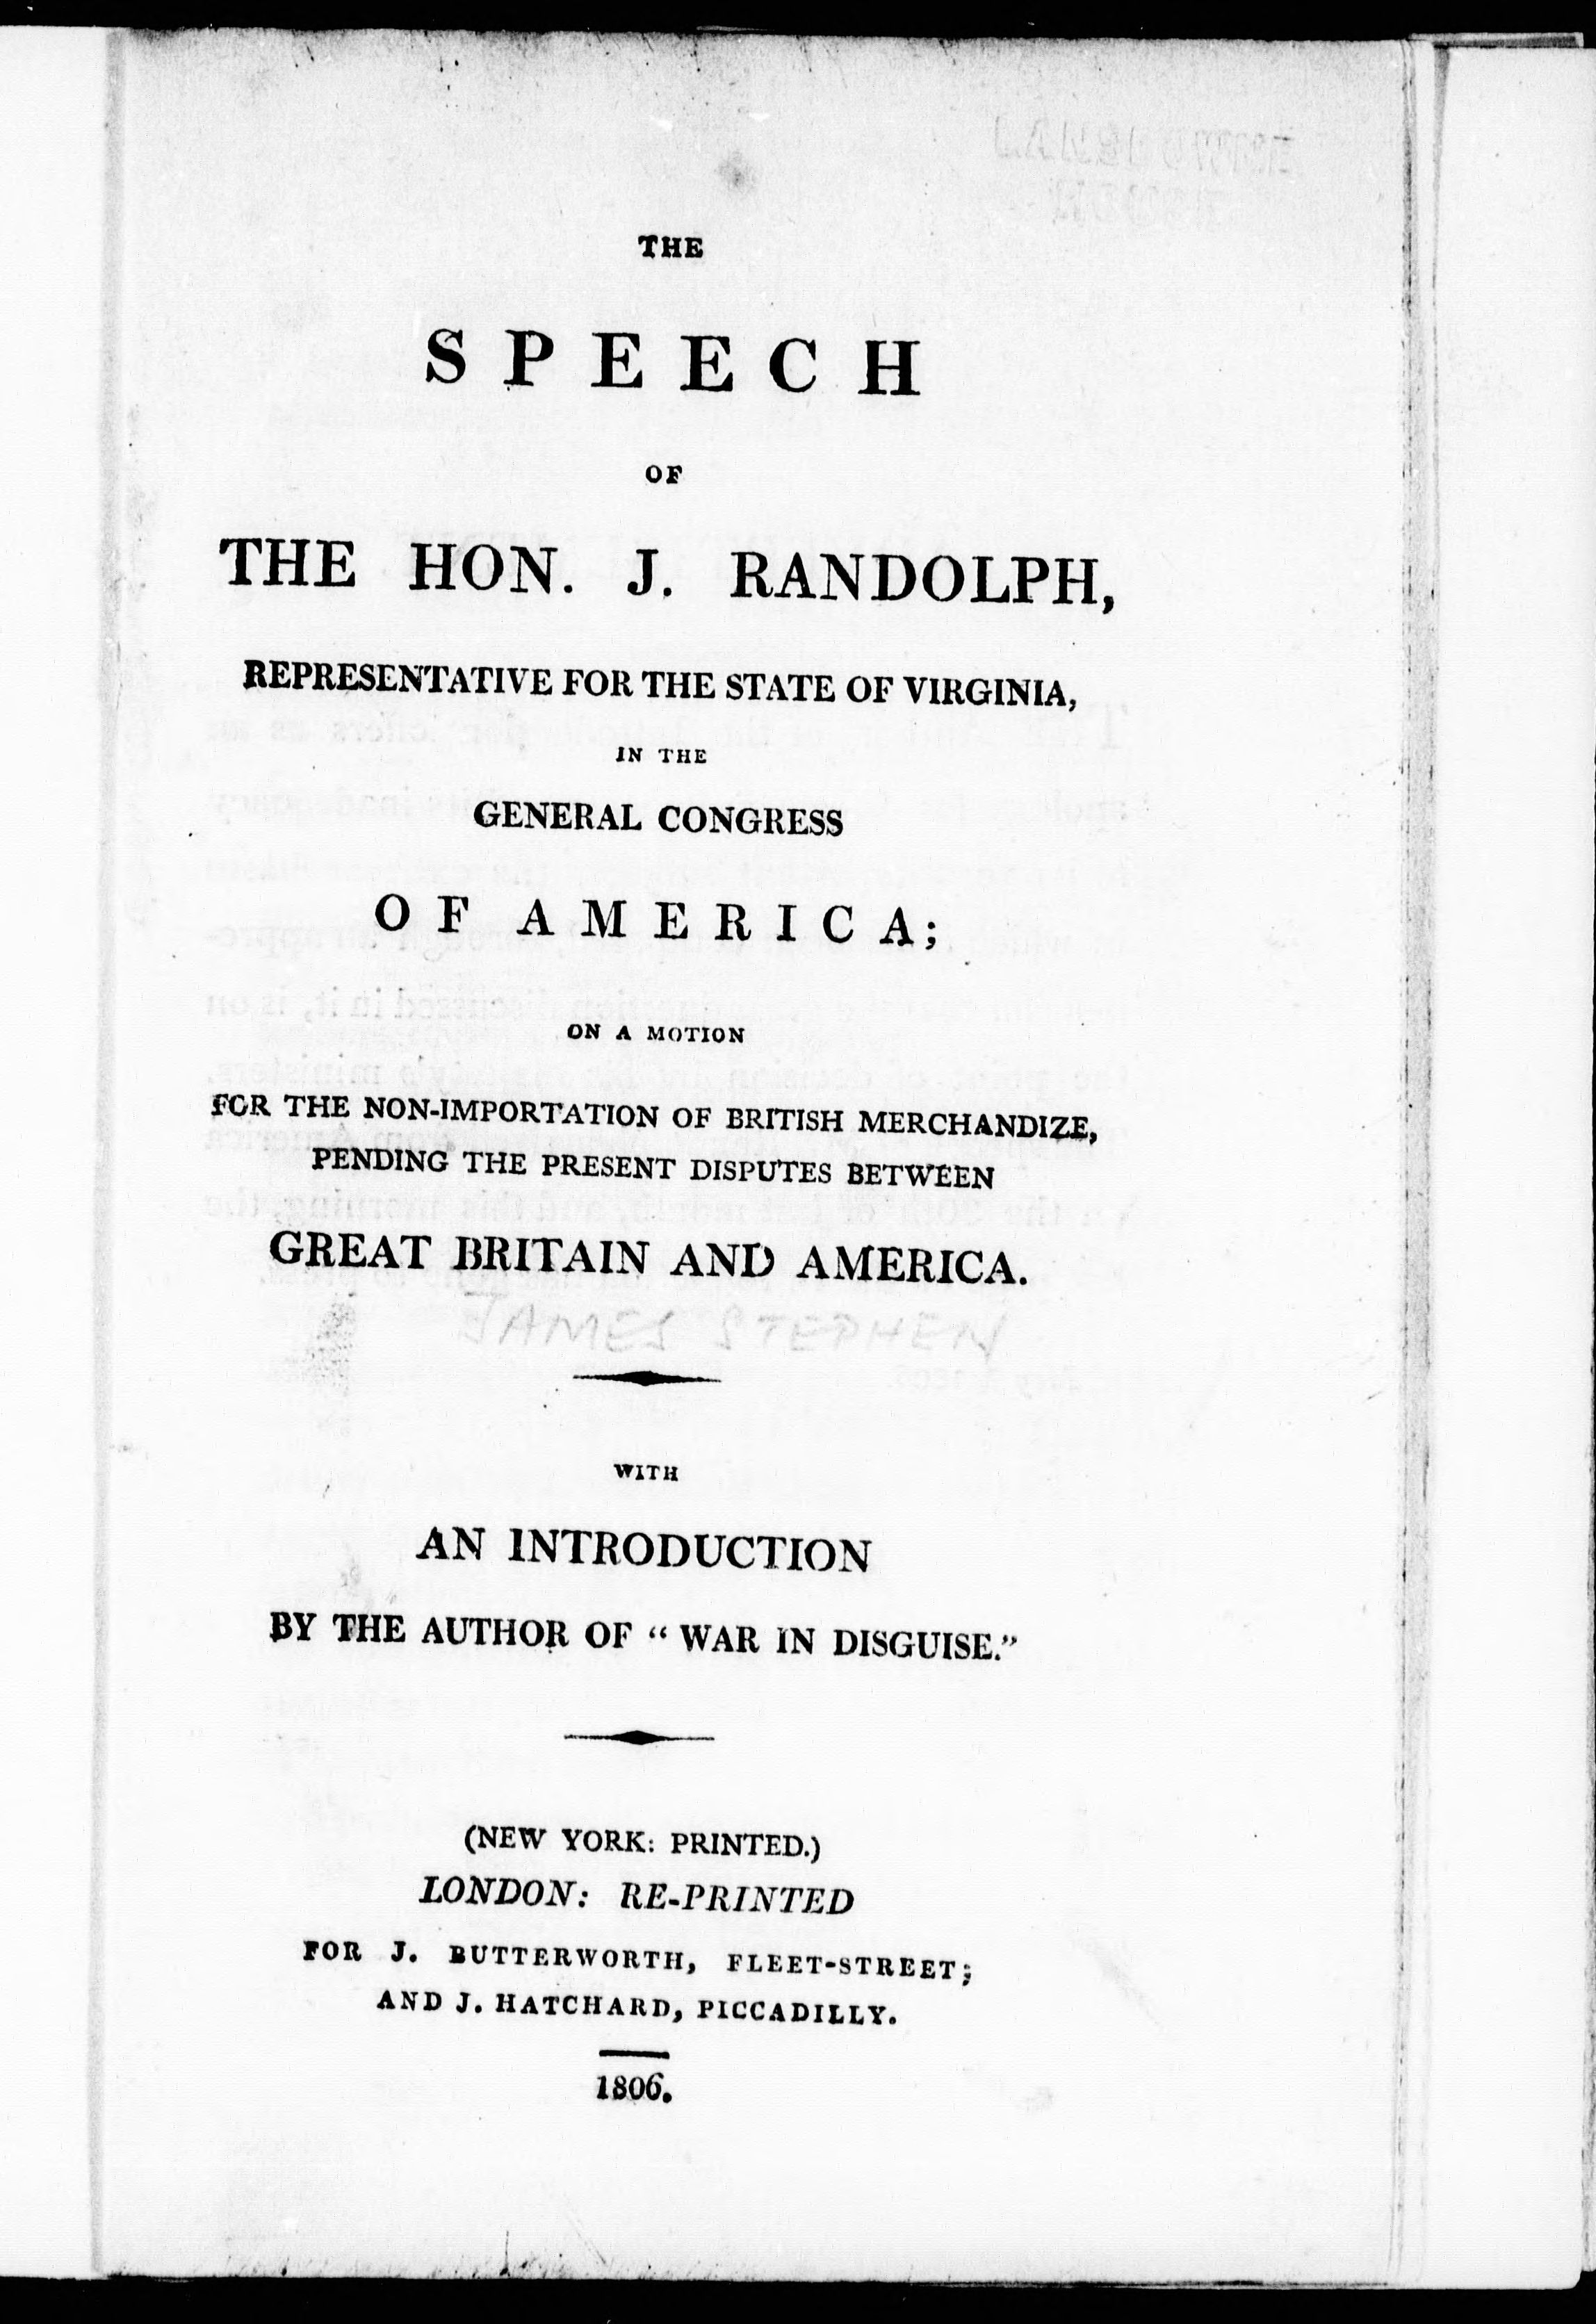 THE
SPEECH
OF
THE HON. J. RANDOLPH,
REPRESENTATIVE FOR THE STATE OF VIRGINIA,
IN THE
GENERAL CONGRESS
OF AMERICA;
ON A MOTION
FOR THE NON-IMPORTATION OF BRITISH MERCHANDIZE,
PENDING THE PRESENT DISPUTES BETWEEN
GREAT BRITAIN AND AMERICA.
JAMES STEPHEN
WITH
AN INTRODUCTION
BY THE AUTHOR OF “ WAR IN DISGUISE.”
(NEW YORK: PRINTED.)
LONDON: RE-PRINTED
FOR J. BUTTERWORTH, FLEET-STREET;
AND J. HATCHARD, PICCADILLY.
1806.